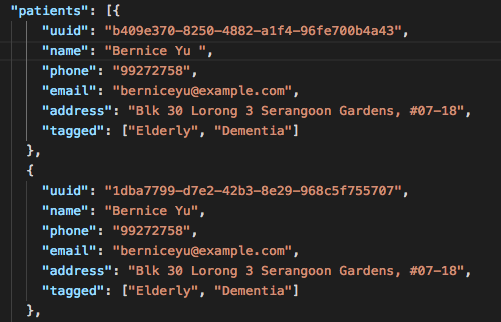 "patients": [{
"uuid": "b409e370-8250-4882-a1f4-96fe700b4a43",
"name": "Bernice Yu ",
"phone": "99272758",
"email": "berniceyu@example.com",
"address": "Blk 30 Lorong 3 Serangoon Gardens, #07-18",
"tagged": ["Elderly", "Dementia"]
},
{
"uuid": "1dba7799-d7e2-42b3-8e29-968c5f755707",
"name": "Bernice Yu",
"phone": "99272758",
"email": "berniceyu@example.com",
"address": "Blk 30 Lorong 3 Serangoon Gardens, #07-18",
"tagged": ["Elderly", "Dementia"]
},